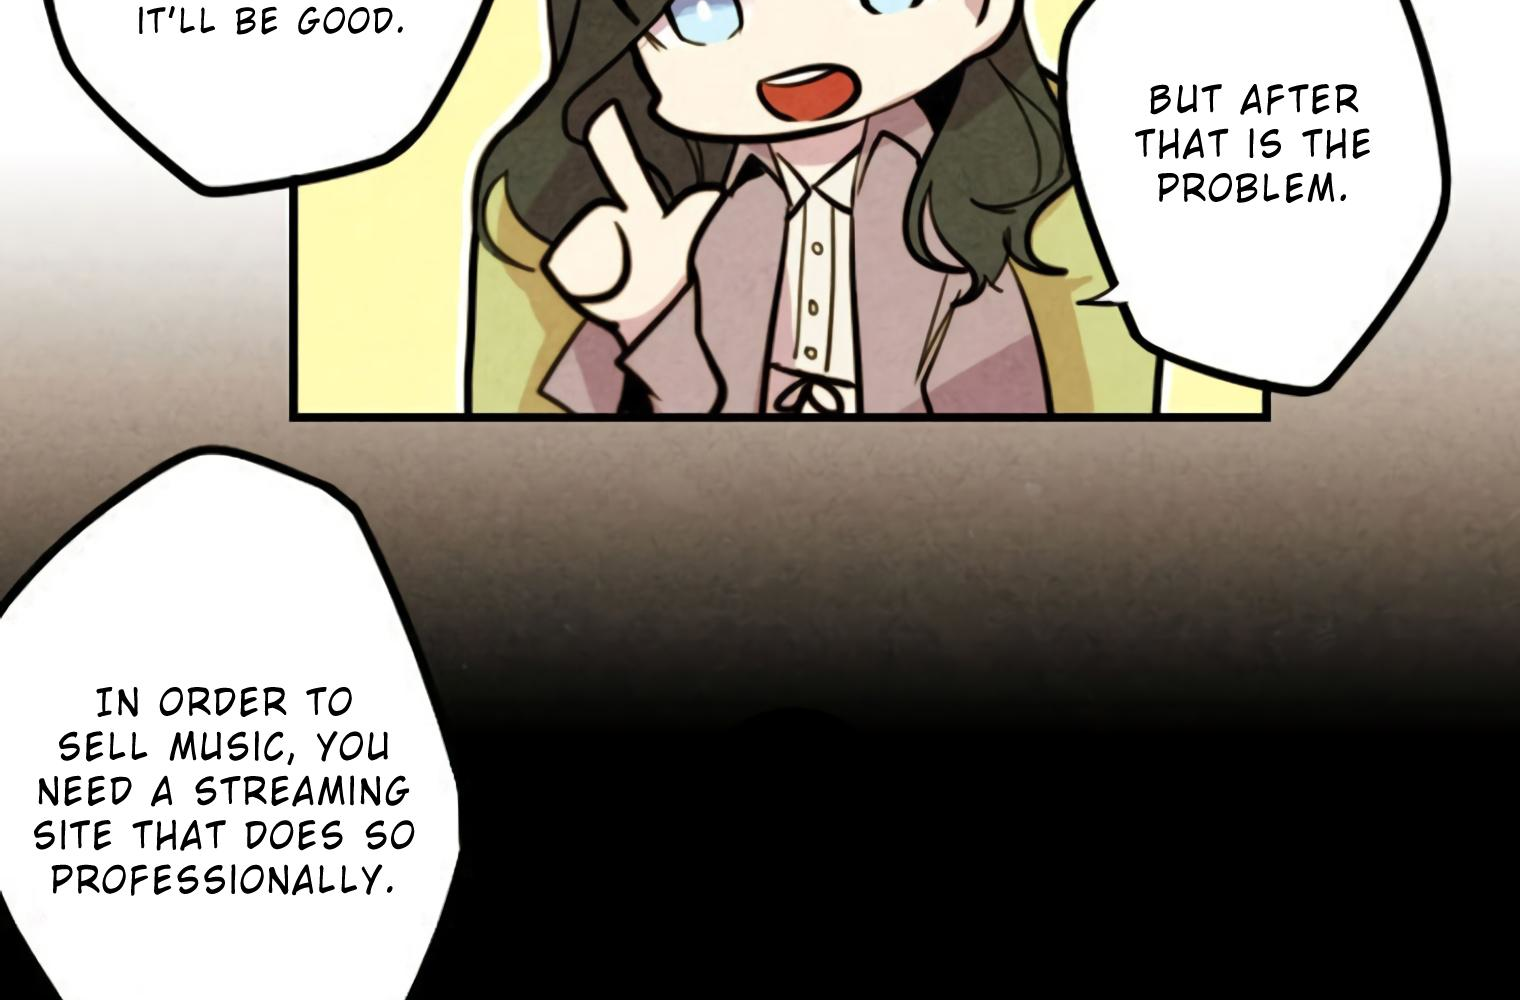 IT'LL BE GOOD.
BUT AFTER
THAT IS THE
PROBLEM.
IN ORDER TO
SELL MUSIC, YOU
NEED A STREAMING
SITE THAT DOES SO
PROFESSIONALLY.